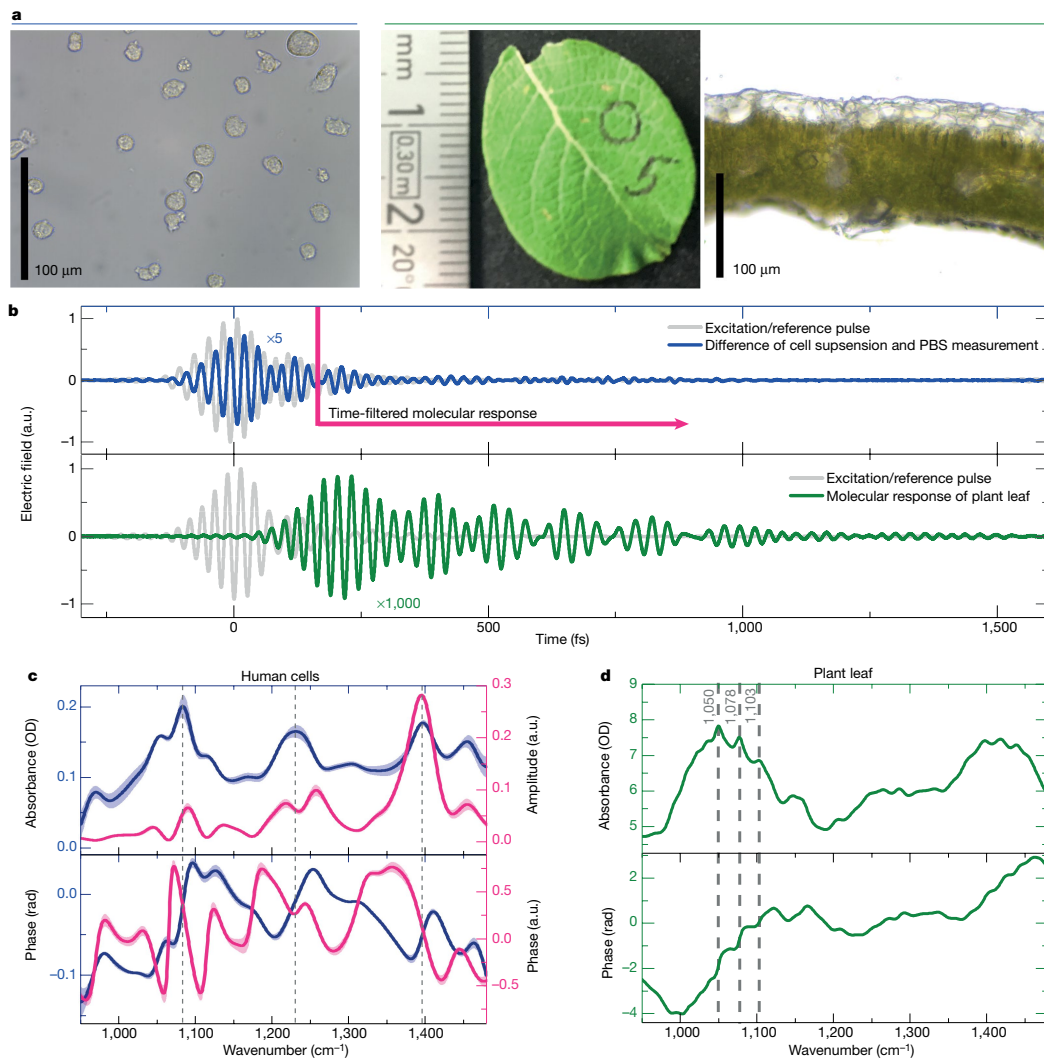 a
100 μm
mm 1 0.30 m 2 20°
05
100 μm
b
Electric fiield (a.u.)
1
0
−1
×5
Excitation/reference pulse
Difference of cell supsension and PBS measurement
Time-filtered molecular response
1
0
−1
Excitation/reference pulse
Molecular response of plant leaf
×1,000
0 500 1,000 1,500
Time (fs)
c Human cells
Absorbance (OD)
0.2
0.1
0.0
Amplitude (a.u.)
0.3
0.2
0.1
0.0
Phase (rad)
0.0
−0.1
Phase (a.u.)
0.5
0.0
−0.5
1,000 1,100 1,200 1,300 1,400
Wavenumber (cm⁻¹)
d Plant leaf
Absorbance (OD)
9
8
7
6
5
1,050
1,078
1,103
Phase (rad)
2
0
−2
−4
1,000 1,100 1,200 1,300 1,400
Wavenumber (cm⁻¹)